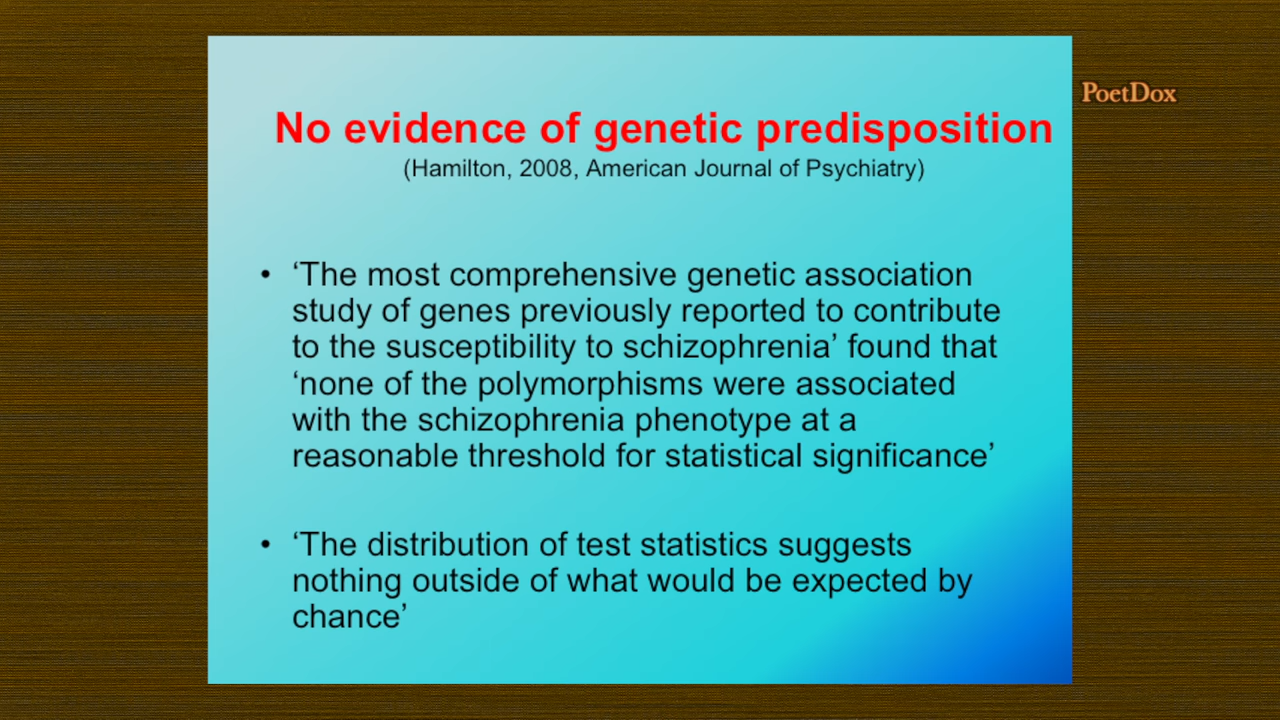 No evidence of genetic predisposition
PoetDox
(Hamilton, 2008, American Journal of Psychiatry)
• ‘The most comprehensive genetic association
study of genes previously reported to contribute
to the susceptibility to schizophrenia’ found that
‘none of the polymorphisms were associated
with the schizophrenia phenotype at a
reasonable threshold for statistical significance’
• ‘The distribution of test statistics suggests
nothing outside of what would be expected by
chance’